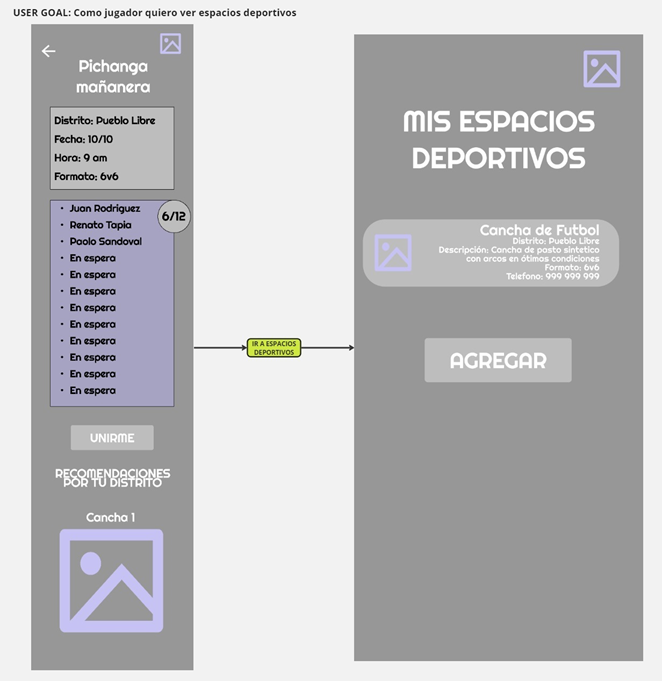 USER GOAL: Como jugador quiero ver espacios deportivos
Pichanga
mañanera
Distrito: Pueblo Libre
Fecha: 10/10
Hora: 9 am
Formato: 6v6
6/12
• Juan Rodriguez
• Renato Tapia
• Paolo Sandoval
• En espera
• En espera
• En espera
• En espera
• En espera
• En espera
• En espera
• En espera
• En espera
UNIRME
RECOMENDACIONES
POR TU DISTRITO
Cancha 1
IR A ESPACIOS
DEPORTIVOS
MIS ESPACIOS
DEPORTIVOS
Cancha de Futbol
Distrito: Pueblo Libre
Descripción: Cancha de pasto sintetico
con arcos en ótimas condiciones
Formato: 6v6
Telefono: 999 999 999
AGREGAR